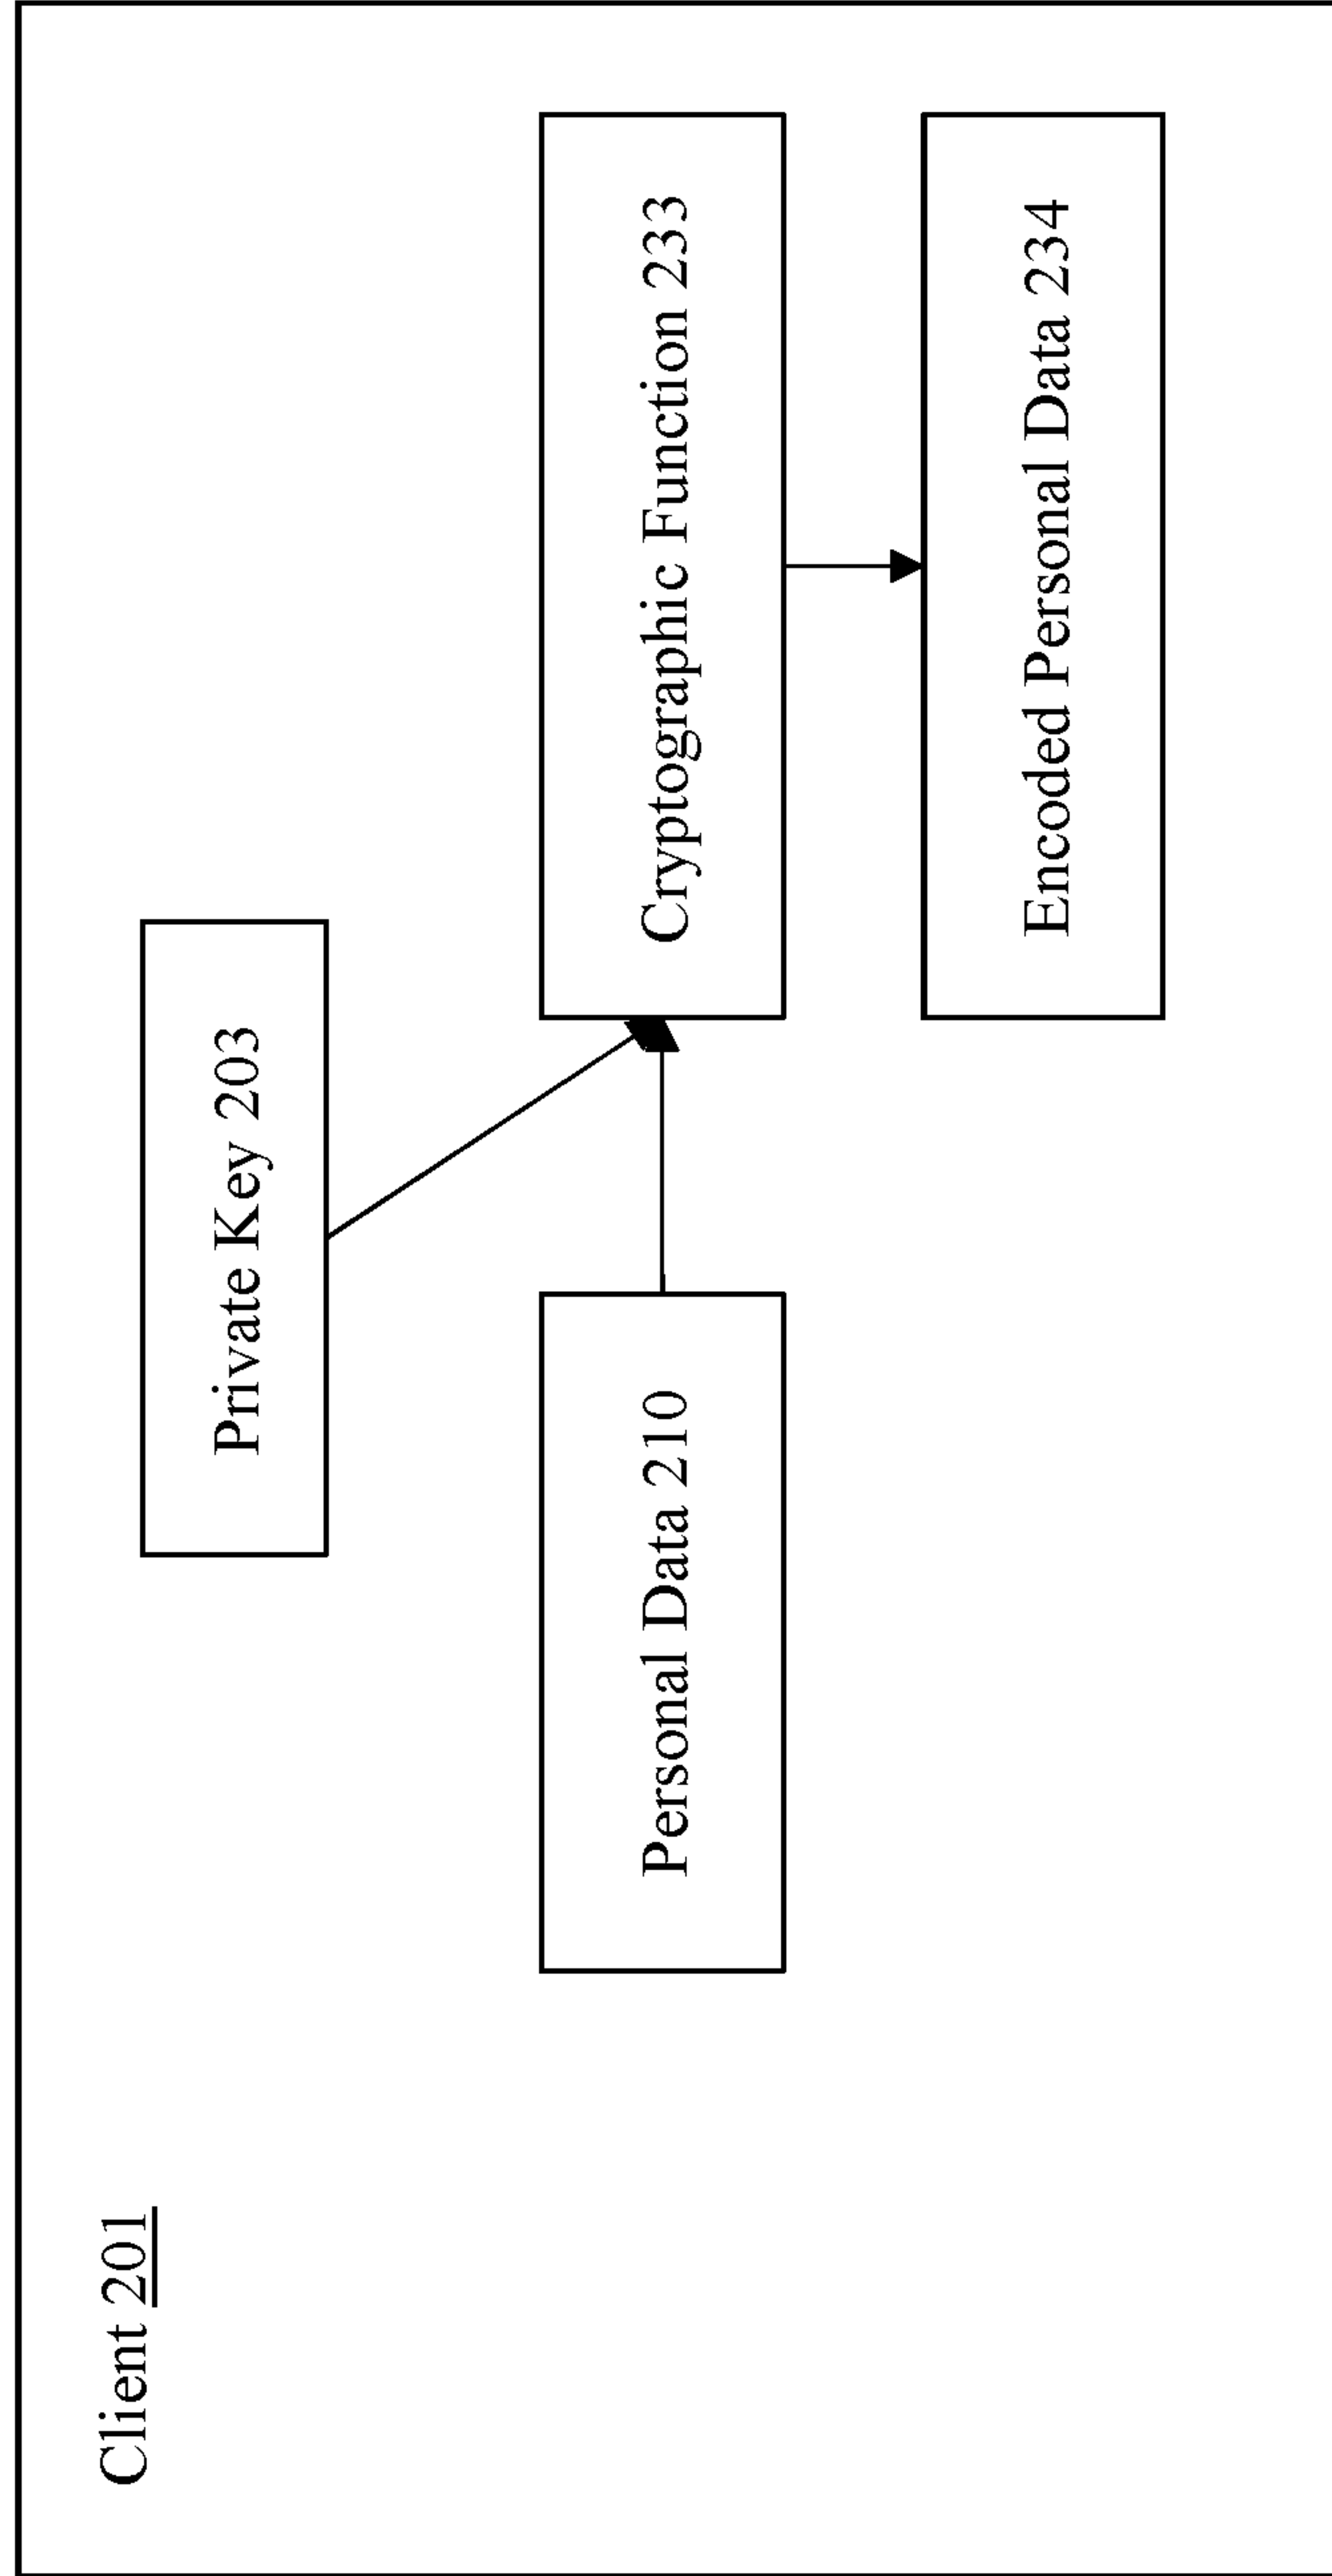 Client 201
Private Key 203
Personal Data 210
Cryptographic Function 233
Encoded Personal Data 234